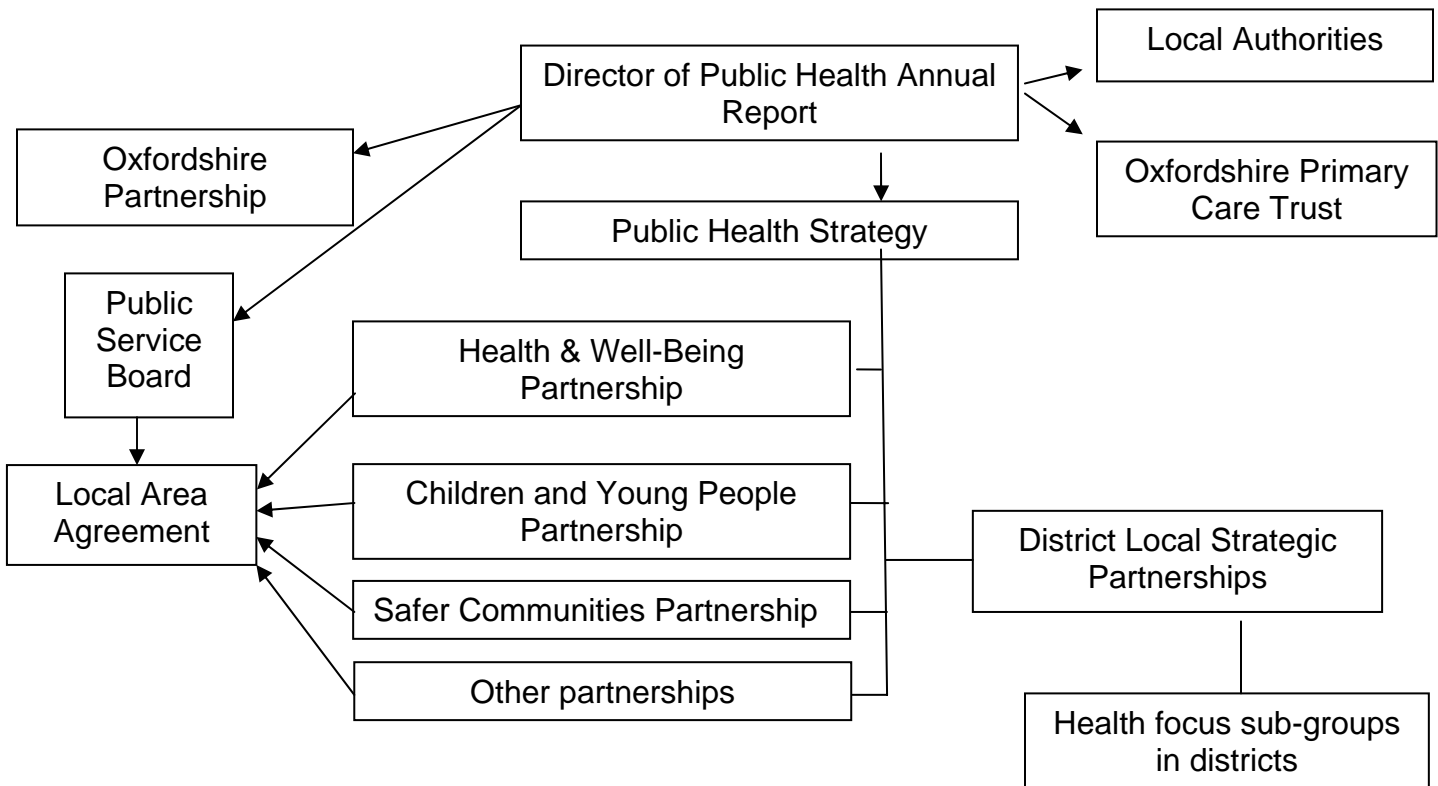 Local Authorities
Director of Public Health Annual
Report
Oxfordshire
Partnership
Oxfordshire Primary
Care Trust
Public Health Strategy
Public
Service
Board
Health & Well-Being
Partnership
Local Area
Agreement
Children and Young People
Partnership
District Local Strategic
Partnerships
Safer Communities Partnership
Other partnerships
Health focus sub-groups
in districts